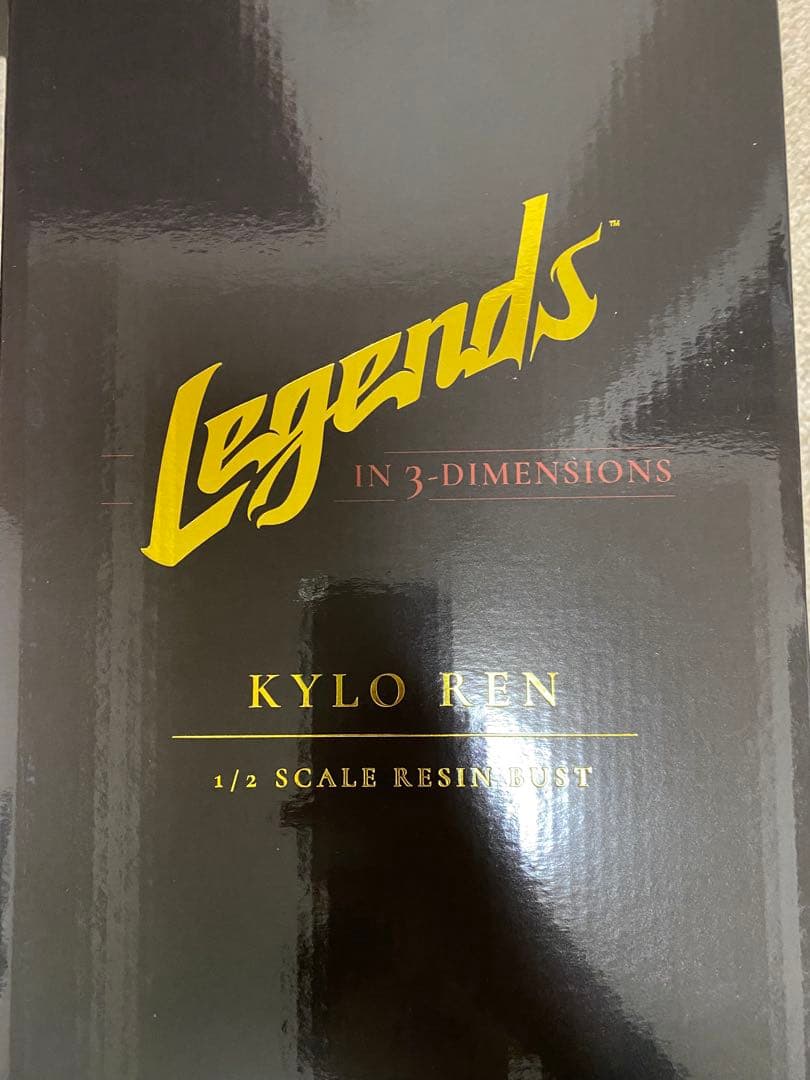 Legends™
IN 3-DIMENSIONS
KYLO REN
1/2 SCALE RESIN BUST